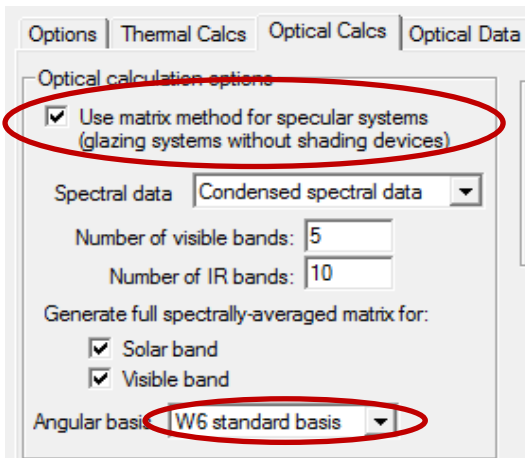 Options Thermal Calcs Optical Calcs Optical Data
Optical calculation options
Use matrix method for specular systems
(glazing systems without shading devices)
Spectral data Condensed spectral data
Number of visible bands: 5
Number of IR bands: 10
Generate full spectrally-averaged matrix for:
Solar band
Visible band
Angular basis W6 standard basis